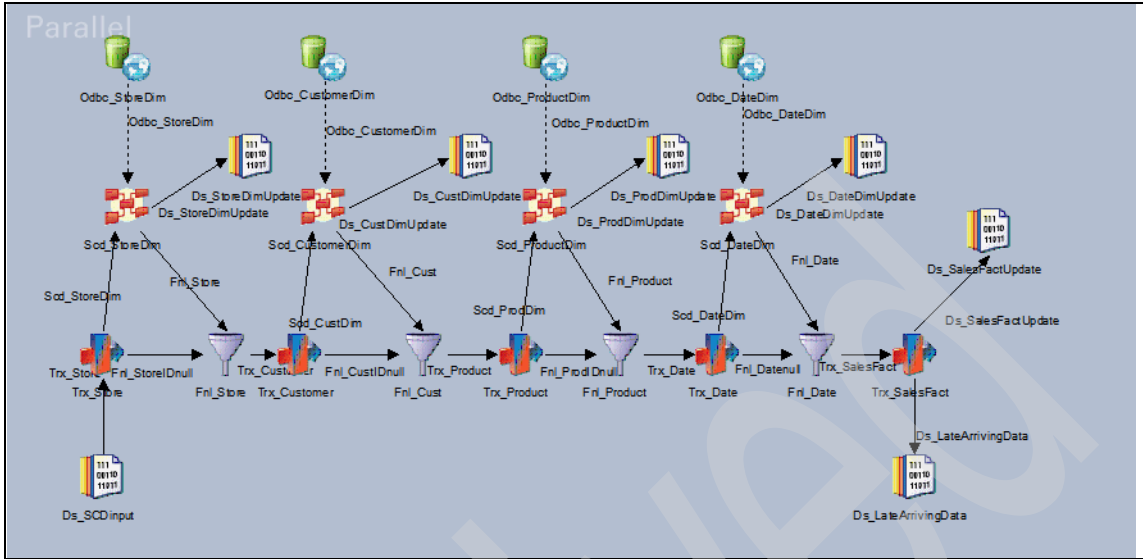 Parallel
Odbc_StoreDim
Odbc_CustomerDim
Odbc_ProductDim
Odbc_DateDim
Odbc_StoreDim
Odbc_CustomerDim
Odbc_ProductDim
Odbc_DateDim
Ds_StoreDimUpdate
Ds_CustDimUpdate
Ds_ProdDimUpdate
Ds_DateDimUpdate
Ds_StoreDimUpdate
Ds_CustDimUpdate
Ds_ProdDimUpdate
Ds_DateDimUpdate
Scd_StoreDim
Scd_CustomerDim
Scd_ProductDim
Scd_DateDim
Ds_SalesFactUpdate
Fnl_Store
Fnl_Cust
Fnl_Product
Fnl_Date
Scd_StoreDim
Scd_CustDim
Scd_ProdDim
Scd_DateDim
Ds_SalesFactUpdate
Fnl_StoreIDnull
Fnl_CustIDnull
Trx_Product
Fnl_ProdIDnull
Trx_Date
Fnl_Datenull
Trx_SalesFact
Trx_Store
Fnl_Store
Trx_Customer
Fnl_Cust
Trx_Product
Fnl_Product
Trx_Date
Fnl_Date
Trx_SalesFact
Ds_LateArrivingData
Ds_SCDinput
Ds_LateArrivingData